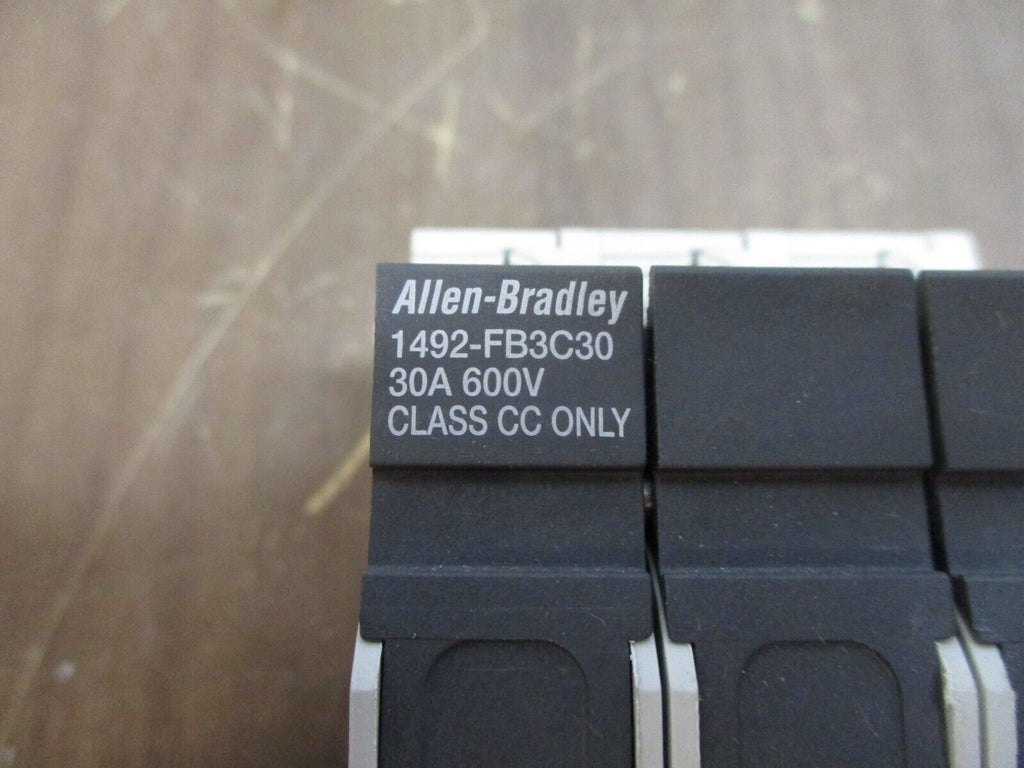 Allen-Bradley
1492-FB3C30
30A 600V
CLASS CC ONLY